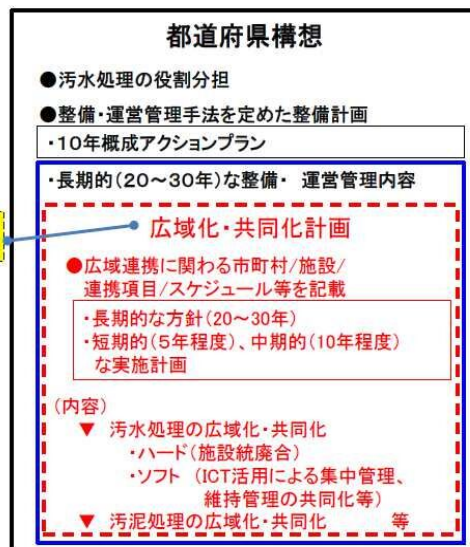 都道府県構想
●汚水処理の役割分担
●整備・運営管理手法を定めた整備計画
・10年概成アクションプラン
・長期的(20～30年)な整備・ 運営管理内容
広域化・共同化計画
●広域連携に関わる市町村/施設/
連携項目/スケジュール等を記載
・長期的な方針(20～30年)
・短期的(5年程度)、中期的(10年程度)
な実施計画
(内容)
▼ 汚水処理の広域化・共同化
・ハード(施設統廃合)
・ソフト (ICT活用による集中管理、
維持管理の共同化等)
▼ 汚泥処理の広域化・共同化 等